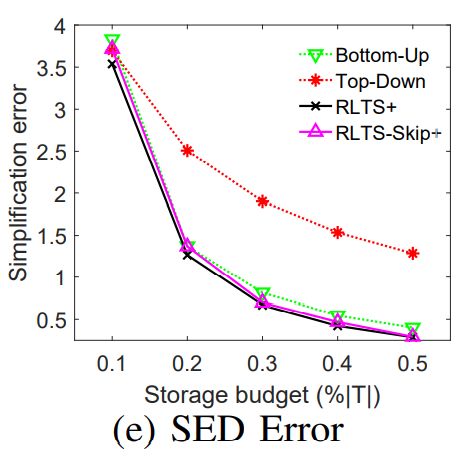 4
3.5
3
2.5
2
1.5
1
0.5
Simplification error
Bottom-Up
Top-Down
RLTS+
RLTS-Skip+
0.1 0.2 0.3 0.4 0.5
Storage budget (%|T|)
(e) SED Error